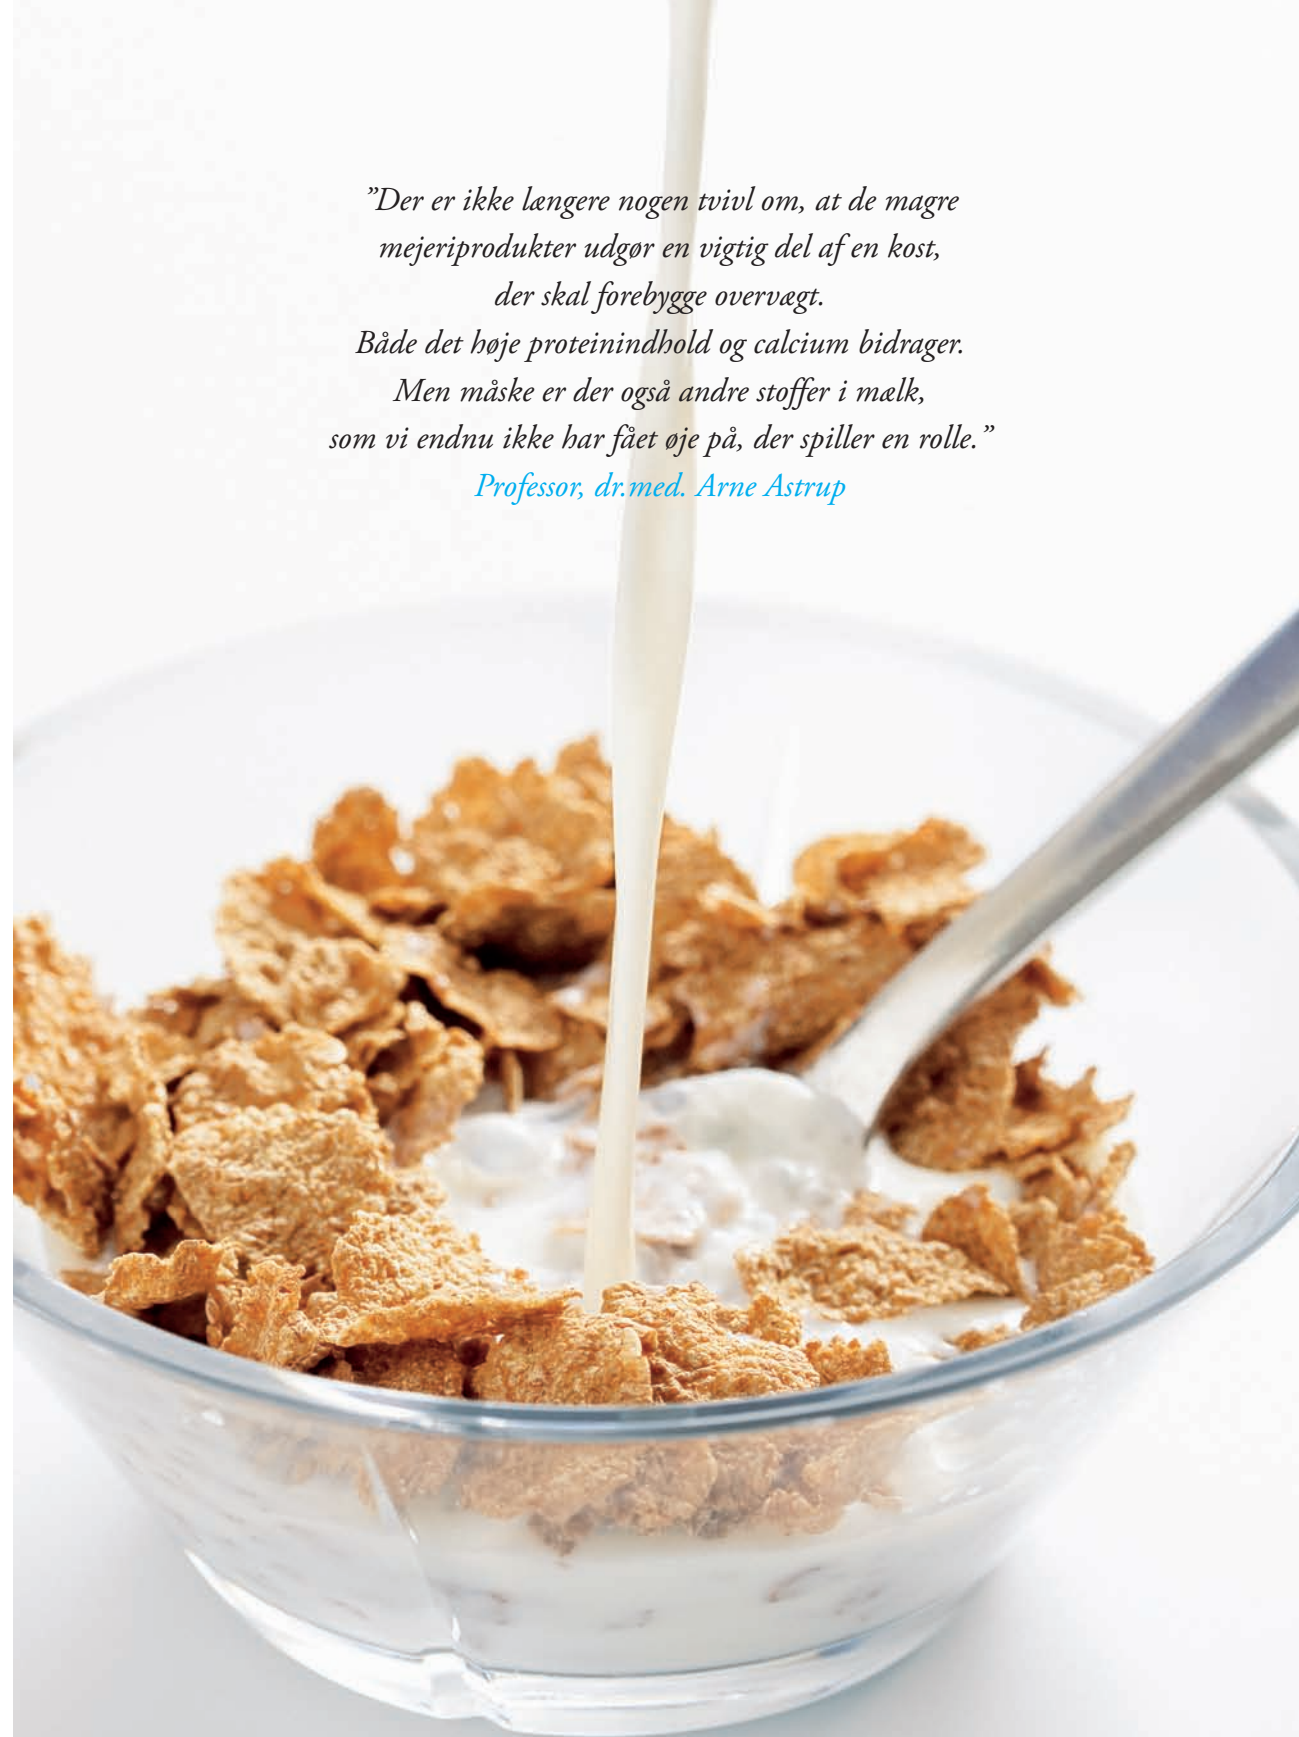 ”Der er ikke længere nogen tvivl om, at de magre
mejeriprodukter udgør en vigtig del af en kost,
der skal forebygge overvægt.
Både det høje proteinindhold og calcium bidrager.
Men måske er der også andre stoffer i mælk,
som vi endnu ikke har fået øje på, der spiller en rolle.”
Professor, dr.med. Arne Astrup